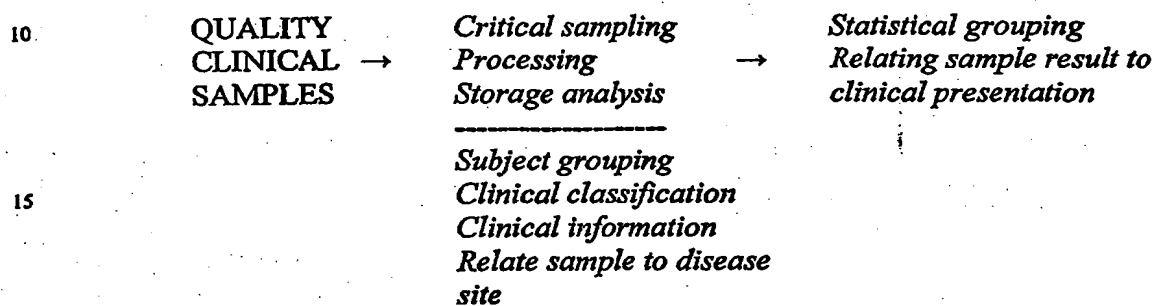 10 QUALITY Critical sampling Statistical grouping
CLINICAL → Processing → Relating sample result to
SAMPLES Storage analysis clinical presentation
--------------------
Subject grouping
15 Clinical classification
Clinical information
Relate sample to disease
site